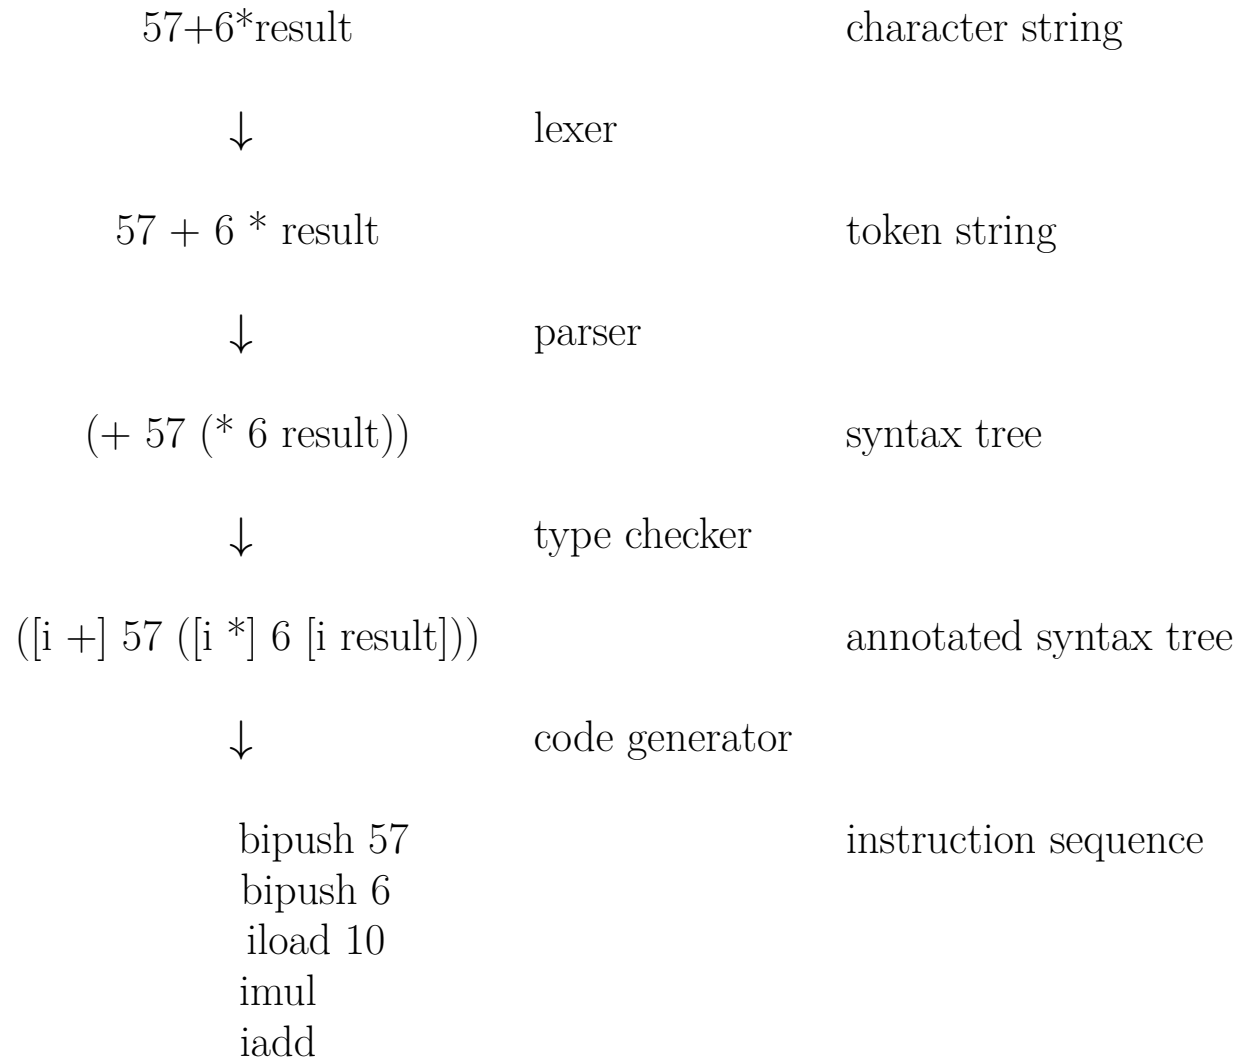 57+6*result character string
↓ lexer
57 + 6 * result token string
↓ parser
(+ 57 (* 6 result)) syntax tree
↓ type checker
([i +] 57 ([i *] 6 [i result])) annotated syntax tree
↓ code generator
bipush 57 instruction sequence
bipush 6
iload 10
imul
iadd